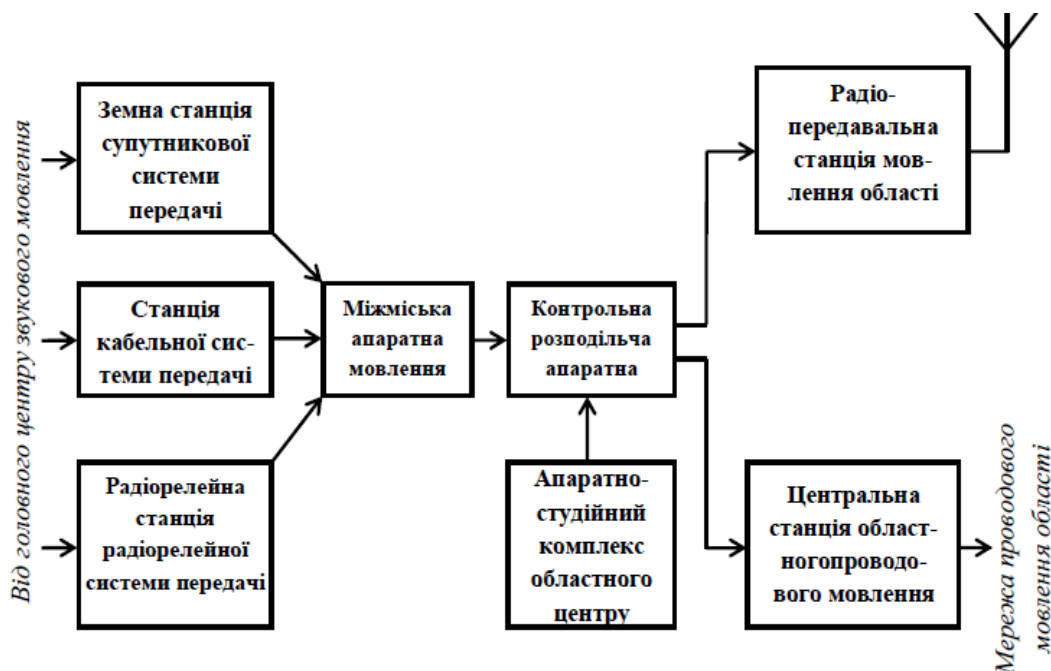 Від головного центру звукового мовлення
Земна станція
супутникової
системи
передачі
Станція
кабельної сис-
теми передачі
Радіорелейна
станція
радіорелейної
системи передачі
Міжміська
апаратна
мовлення
Контрольна
розподільча
апаратна
Апаратно-
студійний
комплекс
областного
центру
Радіо-
передавальна
станція мов-
лення області
Центральна
станція област-
ногопроводо-
вого мовлення
Мережа проводового
мовлення області